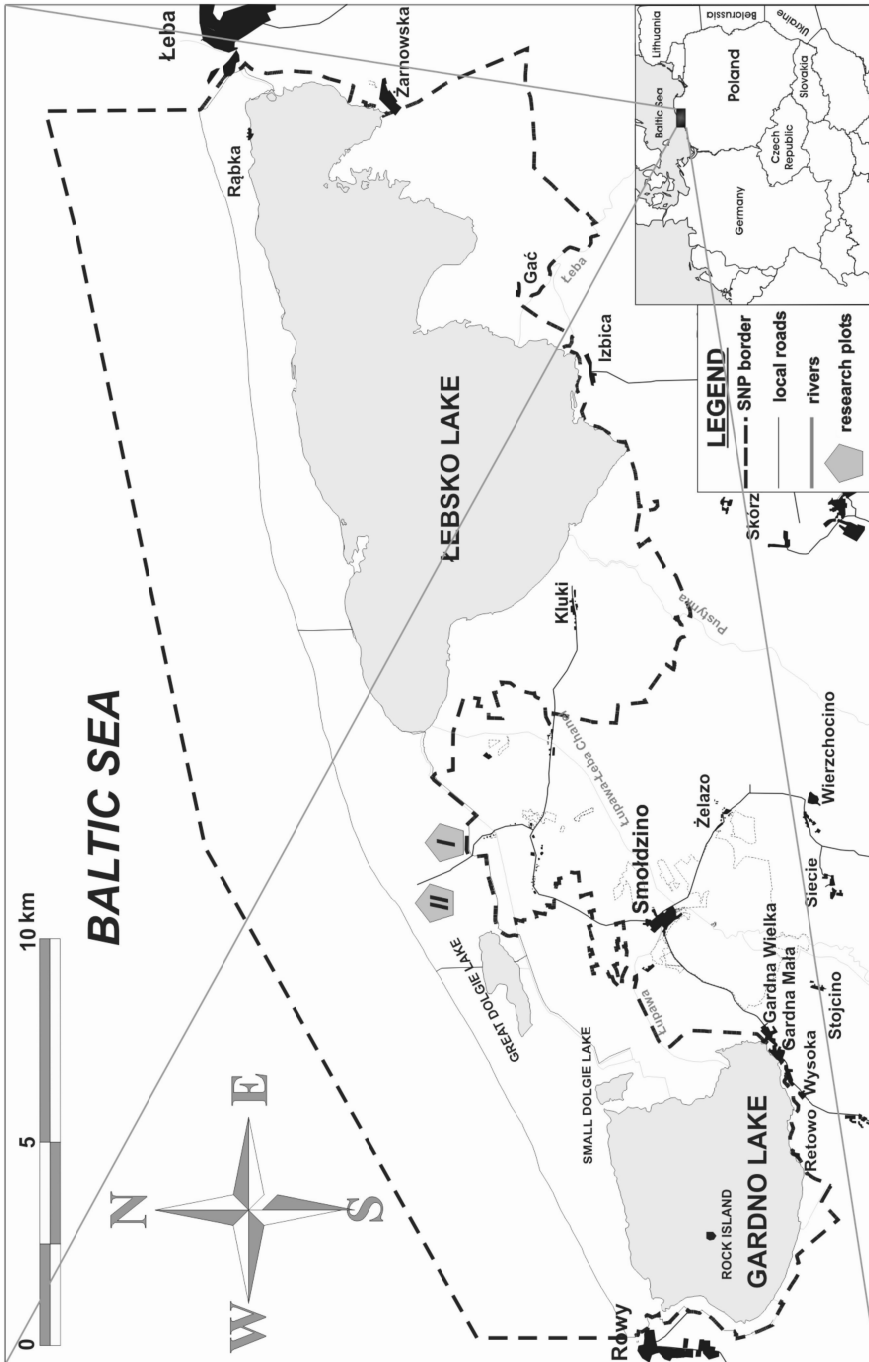 0 5 10 km
BALTIC SEA
N
W E
S
Łeba
Rąbka
Żarnowska
ŁEBSKO LAKE
Gać
Łeba
Izbica
Kluki
Pustynka
Skórz
I
II
Łupawa-Łeba Chanel
GREAT DOLGIE LAKE
Smołdzino
Żelazo
Wierzchocino
Siecie
Łupawa
SMALL DOLGIE LAKE
Gardna Wielka
Gardna Mała
Stojcino
Wysoka
Retowo
ROCK ISLAND
GARDNO LAKE
Rowy
LEGEND
SNP border
local roads
rivers
research plots
Lithuania
Belorussia
Ukraine
Baltic Sea
Poland
Slovakia
Czech
Republic
Germany